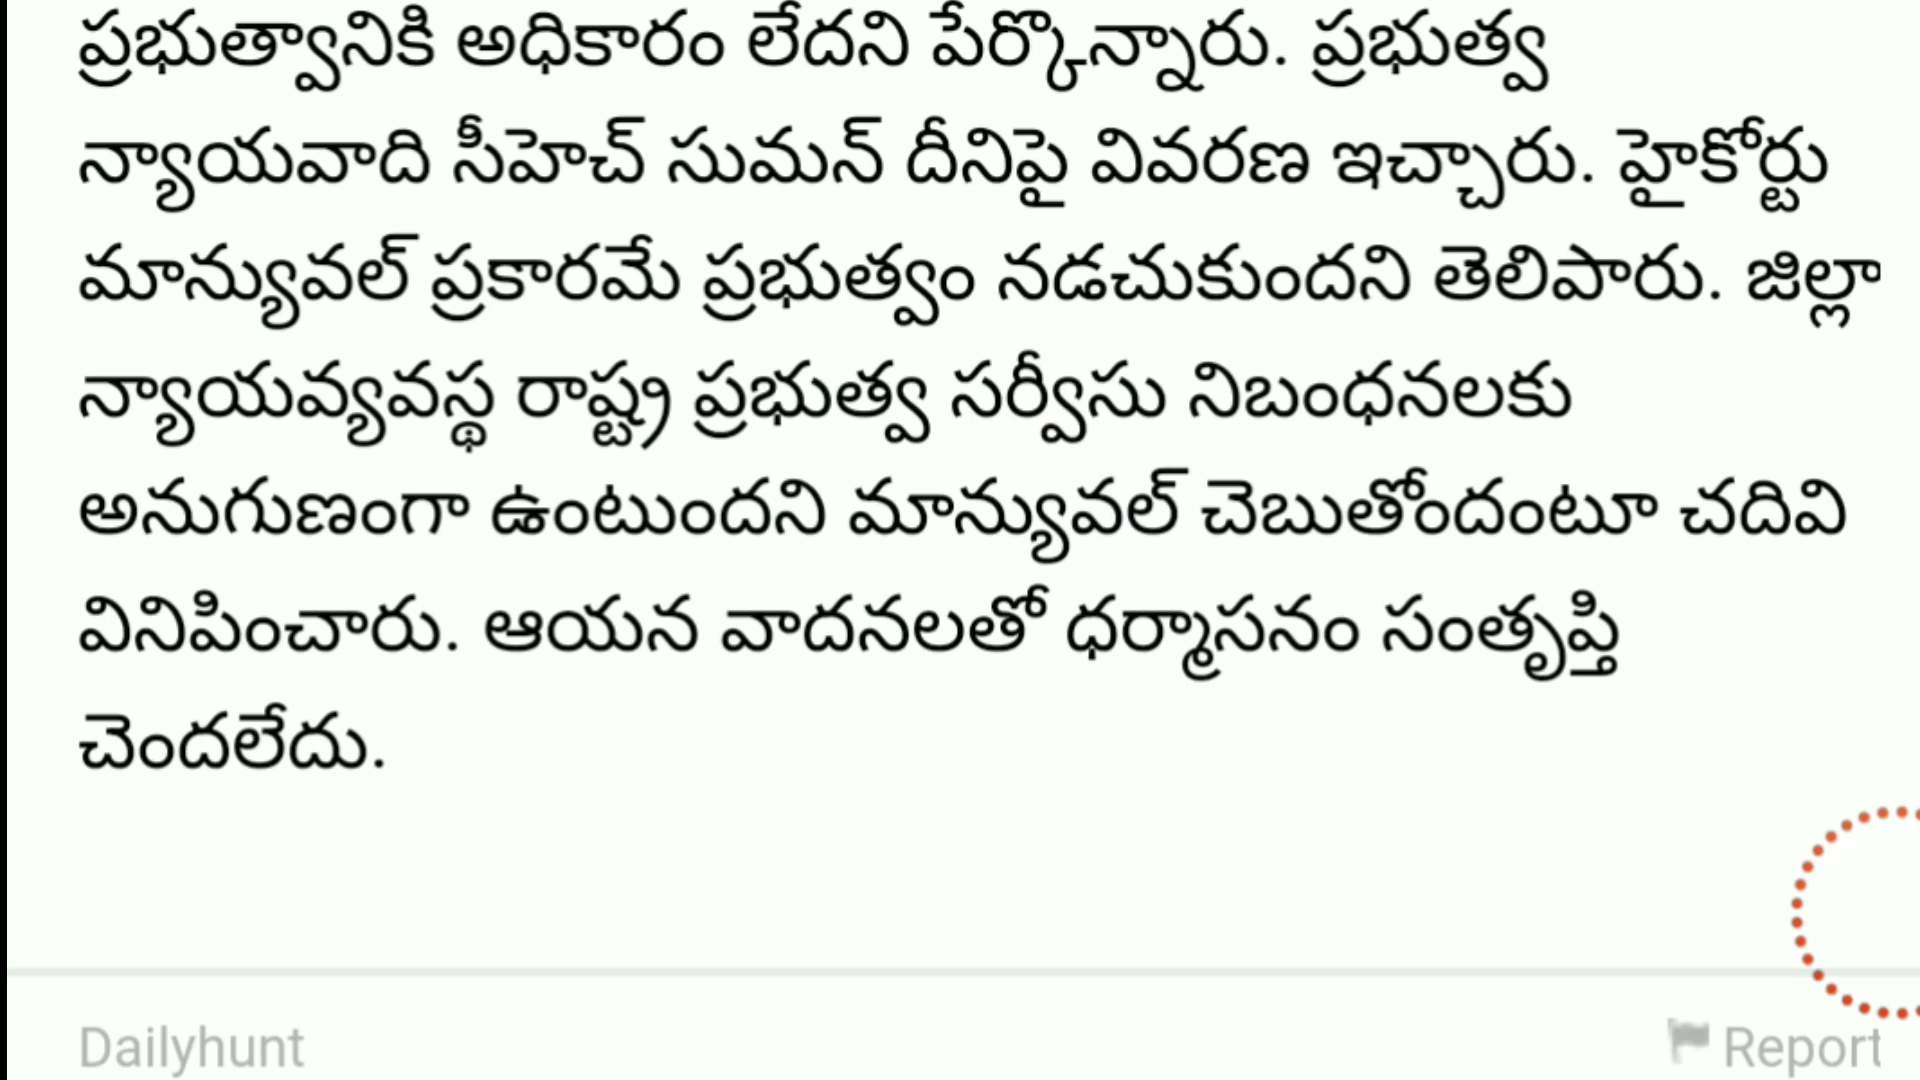 ప్రభుత్వానికి అధికారం లేదని పేర్కొన్నారు. ప్రభుత్వ
న్యాయవాది సీహెచ్ సుమన్ దీనిపై వివరణ ఇచ్చారు. హైకోర్టు
మాన్యువల్ ప్రకారమే ప్రభుత్వం నడచుకుందని తెలిపారు. జిల్లా
న్యాయవ్యవస్థ రాష్ట్ర ప్రభుత్వ సర్వీసు నిబంధనలకు
అనుగుణంగా ఉంటుందని మాన్యువల్ చెబుతోందంటూ చదివి
వినిపించారు. ఆయన వాదనలతో ధర్మాసనం సంతృప్తి
చెందలేదు.
Dailyhunt Report